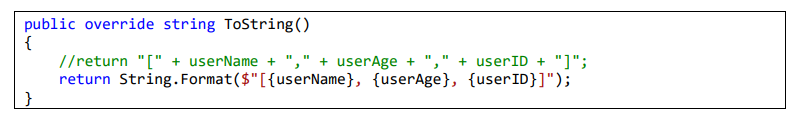 public override string ToString()
{
    //return "[" + userName + "," + userAge + "," + userID + "]";
    return String.Format($"[{userName}, {userAge}, {userID}]");
}